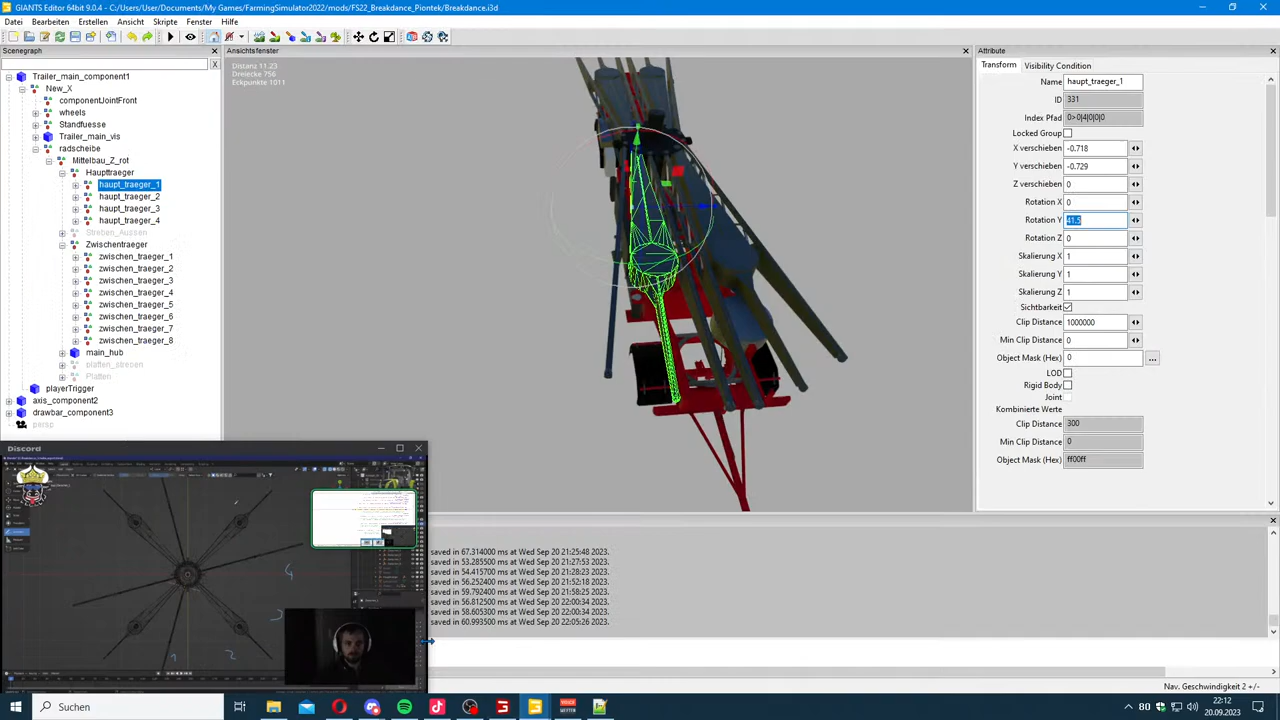 GIANTS Editor 64bit 9.0.4 - C:/Users/User/Documents/My Games/FarmingSimulator2022/mods/FS22_Breakdance_Piontek/Breakdance.i3d
Datei Bearbeiten Erstellen Ansicht Skripte Fenster Hilfe
Scenegraph
X
Trailer_main_component1
New_X
componentJointFront
wheels
Standfuesse
Trailer_main_vis
radscheibe
Mittelbau_Z_rot
Haupttraeger
haupt_traeger_1
haupt_traeger_2
haupt_traeger_3
haupt_traeger_4
Streben_Aussen
Zwischentraeger
zwischen_traeger_1
zwischen_traeger_2
zwischen_traeger_3
zwischen_traeger_4
zwischen_traeger_5
zwischen_traeger_6
zwischen_traeger_7
zwischen_traeger_8
main_hub
platten_streben
Platten
playerTrigger
axis_component2
drawbar_component3
persp
Ansichtsfenster
Distanz 11.23
Dreiecke 756
Eckpunkte 1011
Attribute
Transform Visibility Condition
Name haupt_traeger_1
ID 331
Index Pfad 0>0|4|0|0|0
Locked Group
X verschieben -0.718
Y verschieben -0.729
Z verschieben 0
Rotation X 0
Rotation Y 41.5
Rotation Z 0
Skalierung X 1
Skalierung Y 1
Skalierung Z 1
Sichtbarkeit
Clip Distance 1000000
Min Clip Distance 0
Object Mask (Hex) 0 ...
LOD
Rigid Body
Joint
Kombinierte Werte
Clip Distance 300
Min Clip Distance 0
Object Mask (Hex) ff00ff
Discord
4
3
1 2
saved in 67.314000 ms at Wed Sep 20 21:25:48 2023.
saved in 53.285500 ms at Wed Sep 20 21:27:53 2023.
saved in 54.415700 ms at Wed Sep 20 21:28:23 2023.
saved in 56.252400 ms at Wed Sep 20 21:52:18 2023.
saved in 59.792400 ms at Wed Sep 20 21:58:25 2023.
saved in 56.812500 ms at Wed Sep 20 22:00:34 2023.
saved in 58.605300 ms at Wed Sep 20 22:00:34 2023.
saved in 60.993500 ms at Wed Sep 20 22:05:26 2023.
Nav. Geschwindigkeit 2 +/-
Suchen
22:12
20.09.2023